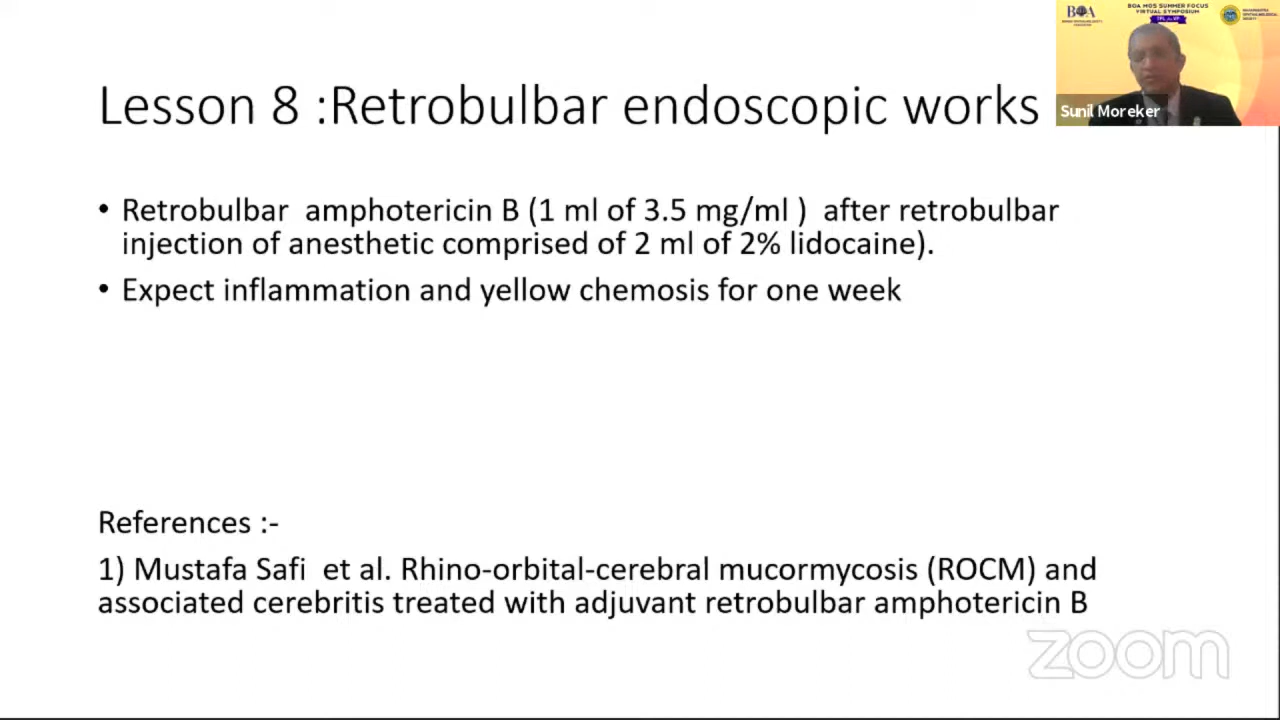 BOA MOS SUMMER FOCUS
VIRTUAL SYMPOSIUM
BOA
Sunil Moreker
Lesson 8 :Retrobulbar endoscopic works
• Retrobulbar amphotericin B (1 ml of 3.5 mg/ml ) after retrobulbar
injection of anesthetic comprised of 2 ml of 2% lidocaine).
• Expect inflammation and yellow chemosis for one week
References :-
1) Mustafa Safi et al. Rhino-orbital-cerebral mucormycosis (ROCM) and
associated cerebritis treated with adjuvant retrobulbar amphotericin B
zoom